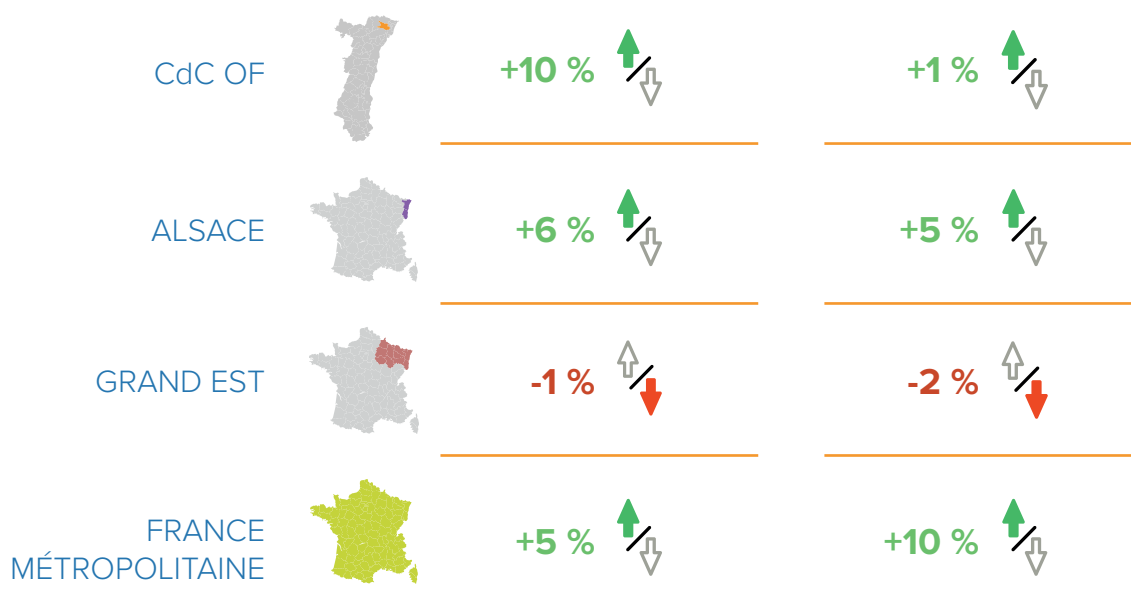 CdC OF
+10 %
+1 %
ALSACE
+6 %
+5 %
GRAND EST
-1 %
-2 %
FRANCE
MÉTROPOLITAINE
+5 %
+10 %